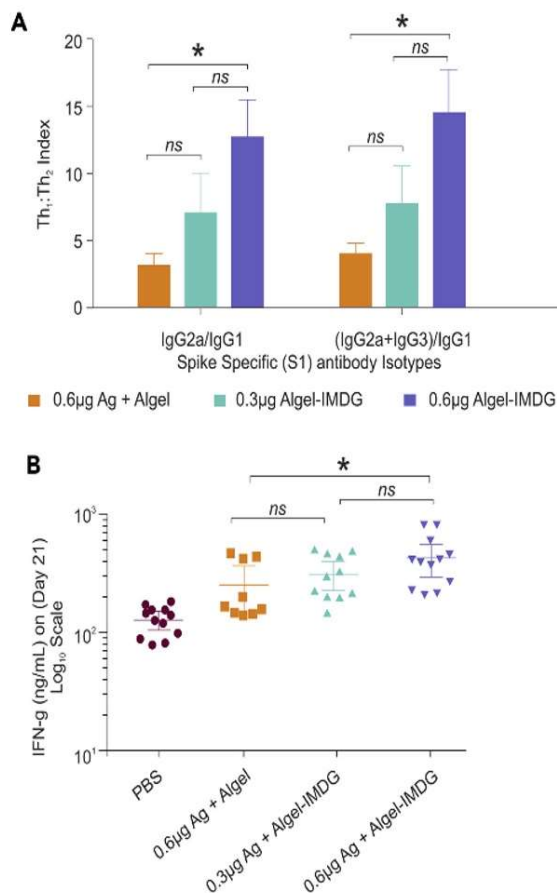 A
*
*
ns
ns
ns
ns
20
15
10
5
0
Th₁:Th₂ Index
IgG2a/IgG1
(IgG2a+IgG3)/IgG1
Spike Specific (S1) antibody Isotypes
0.6µg Ag + Algel
0.3µg Algel-IMDG
0.6µg Algel-IMDG
B
*
ns
ns
10³
10²
10¹
IFN-g (ng/mL) on (Day 21)
Log₁₀ Scale
PBS
0.6µg Ag + Algel
0.3µg Ag + Algel-IMDG
0.6µg Ag + Algel-IMDG